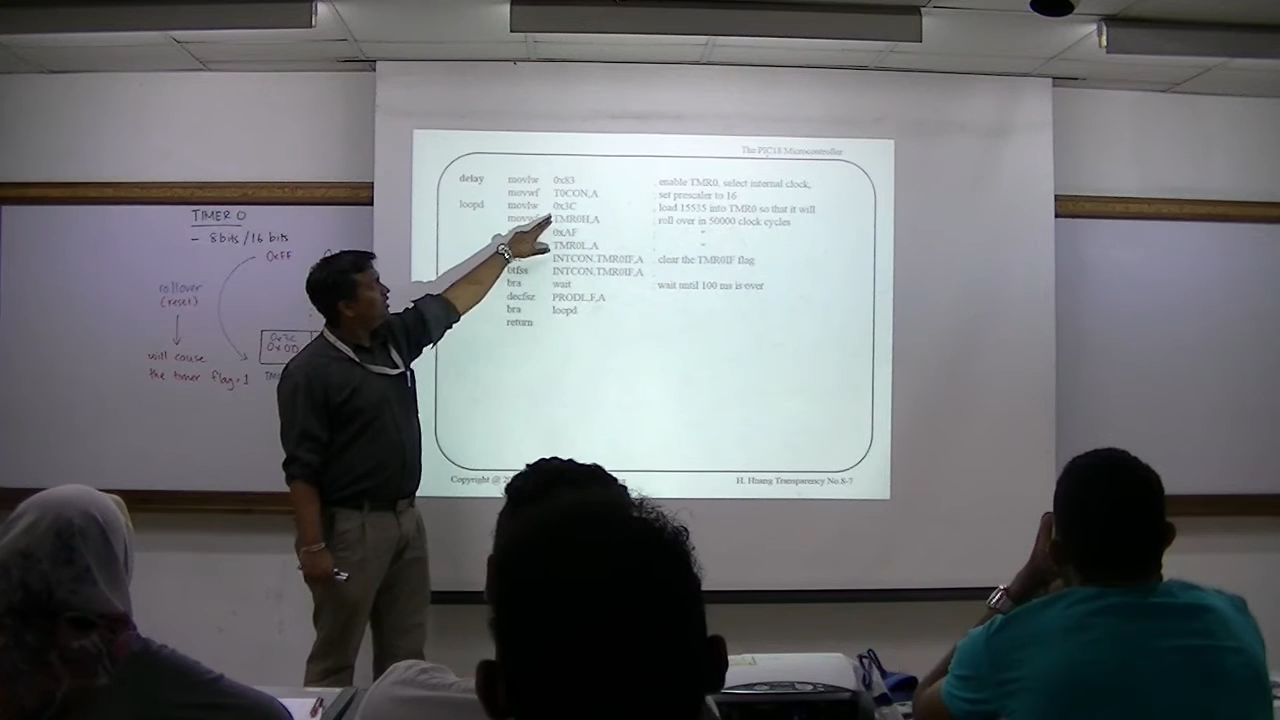 TIMER 0
- 8bits / 16 bits
0xFF
rollover
(reset)
will cause
the timer flag=1
0x3C
0x00
The PIC18 Microcontroller
delay movlw 0x83 ; enable TMR0, select internal clock,
movwf T0CON,A ; set prescaler to 16
loopd movlw 0x3C ; load 15535 into TMR0 so that it will
TMR0H,A ; roll over in 50000 clock cycles
0xAF ; "
TMR0L,A ; "
INTCON,TMR0IF,A ; clear the TMR0IF flag
btfss INTCON,TMR0IF,A ;
bra wait ; wait until 100 ms is over
decfsz PRODL,F,A
bra loopd
return
Copyright @
H. Huang Transparency No.8-7